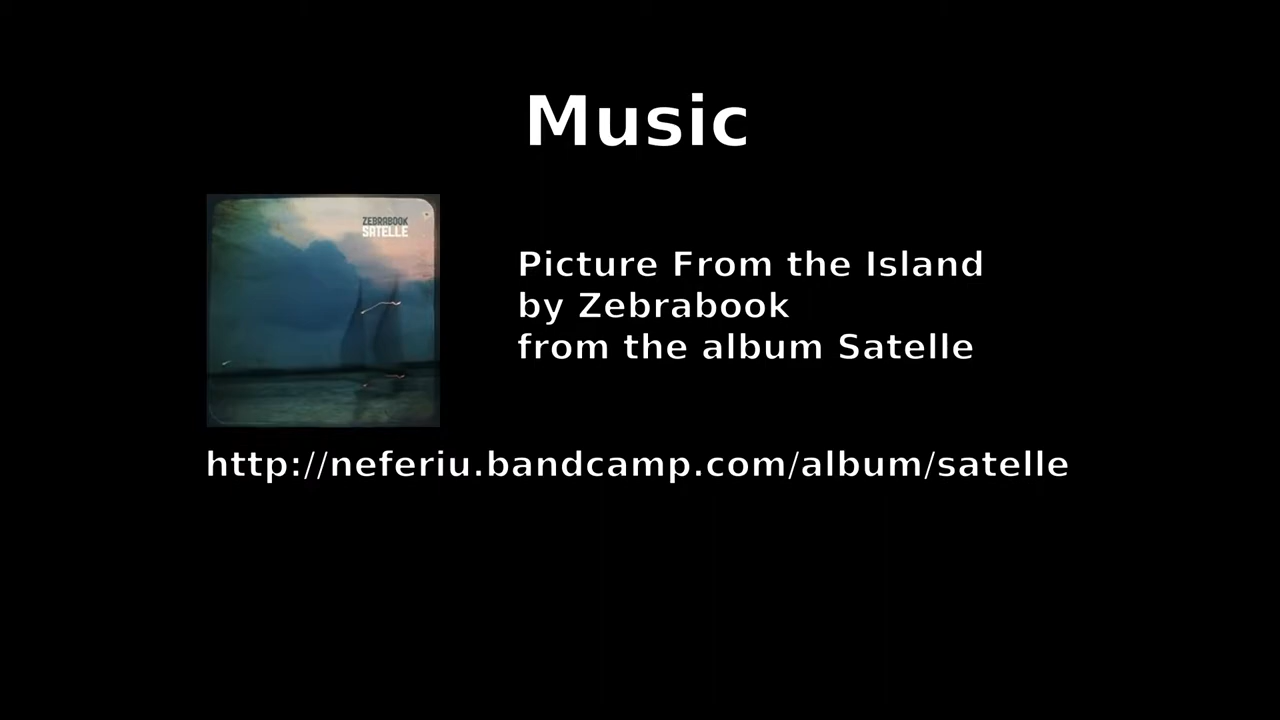 Music
ZEBRABOOK
SATELLE
Picture From the Island
by Zebrabook
from the album Satelle
http://neferiu.bandcamp.com/album/satelle